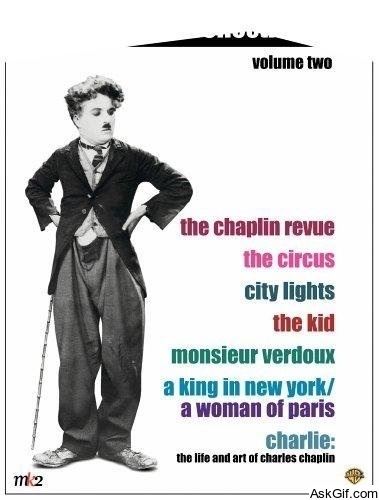 volume two
the chaplin revue
the circus
city lights
the kid
monsieur verdoux
a king in new york/
a woman of paris
charlie:
the life and art of charles chaplin
mk2
WB
AskGif.com